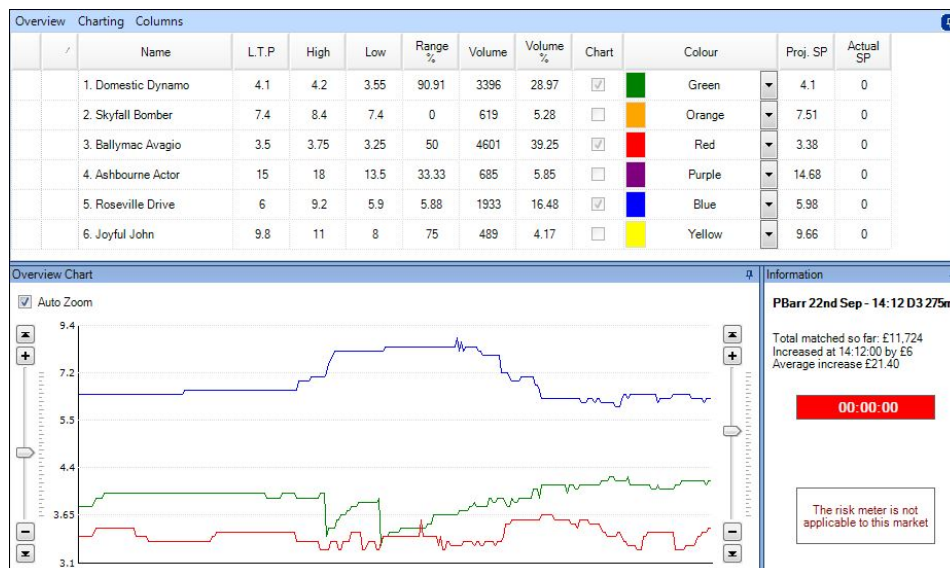 Overview Charting Columns
Name L.T.P High Low Range % Volume Volume % Chart Colour Proj. SP Actual SP
1. Domestic Dynamo 4.1 4.2 3.55 90.91 3396 28.97 Green 4.1 0
2. Skyfall Bomber 7.4 8.4 7.4 0 619 5.28 Orange 7.51 0
3. Ballymac Avagio 3.5 3.75 3.25 50 4601 39.25 Red 3.38 0
4. Ashbourne Actor 15 18 13.5 33.33 685 5.85 Purple 14.68 0
5. Roseville Drive 6 9.2 5.9 5.88 1933 16.48 Blue 5.98 0
6. Joyful John 9.8 11 8 75 489 4.17 Yellow 9.66 0
Overview Chart
Auto Zoom
9.4
7.2
5.5
4.4
3.65
3.1
Information
PBarr 22nd Sep - 14:12 D3 275m
Total matched so far: £11,724
Increased at 14:12:00 by £6
Average increase £21.40
00:00:00
The risk meter is not
applicable to this market